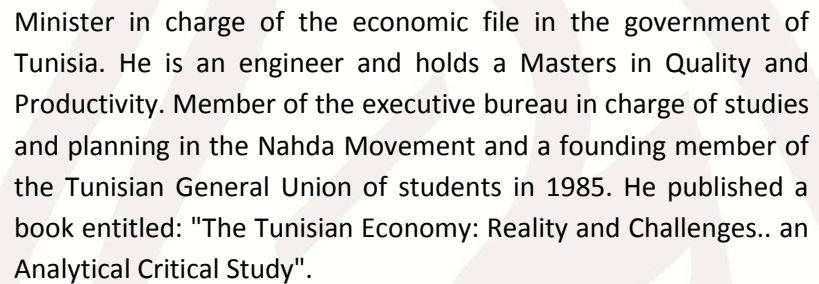 Minister in charge of the economic file in the government of
Tunisia. He is an engineer and holds a Masters in Quality and
Productivity. Member of the executive bureau in charge of studies
and planning in the Nahda Movement and a founding member of
the Tunisian General Union of students in 1985. He published a
book entitled: "The Tunisian Economy: Reality and Challenges.. an
Analytical Critical Study".